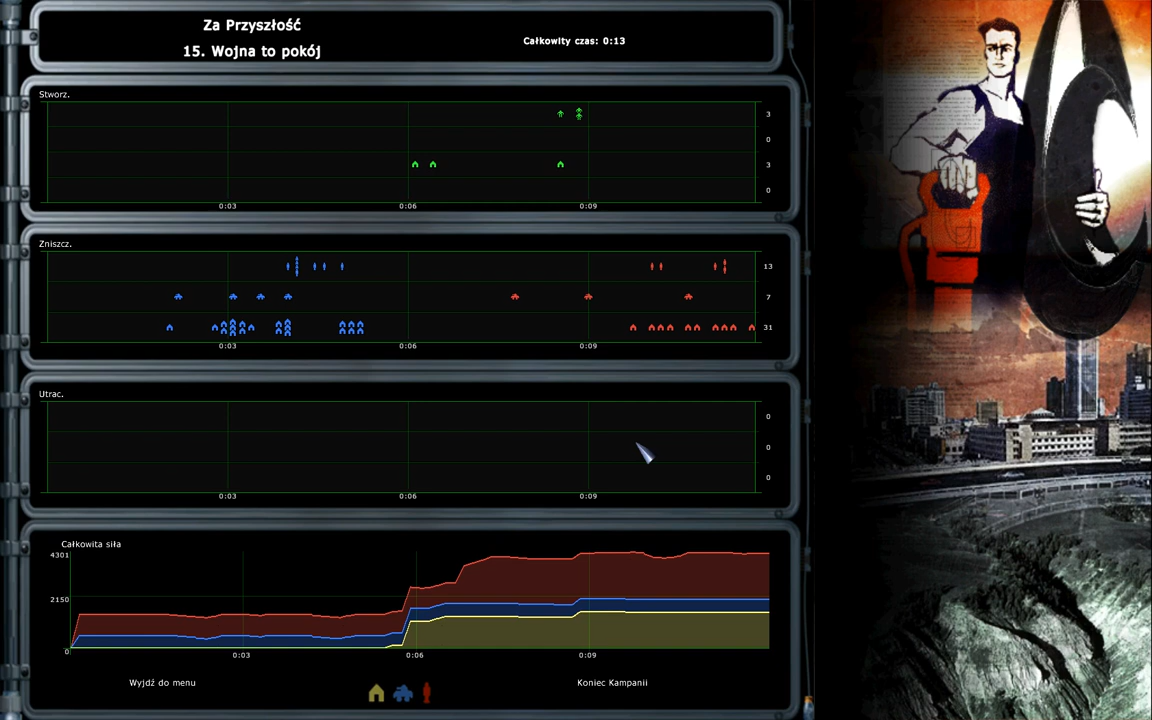 Za Przyszłość
15. Wojna to pokój
Całkowity czas: 0:13
Stworz.
3
0
3
0
0:03 0:06 0:09
Zniszcz.
13
7
31
0:03 0:06 0:09
Utrac.
0
0
0
0:03 0:06 0:09
Całkowita siła
4301
2150
0
0:03 0:06 0:09
Wyjdź do menu Koniec Kampanii